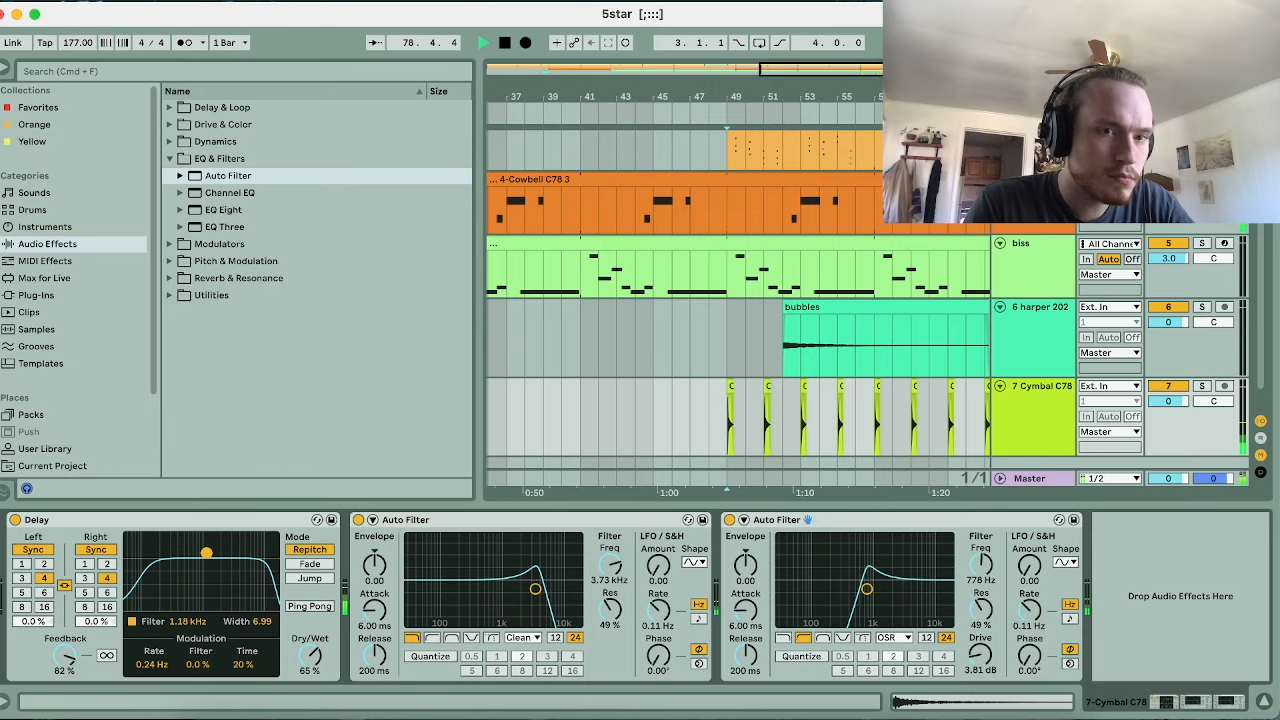 5star [;:::]
Link Tap 177.00 4 / 4 1 Bar 78. 4. 4 3. 1. 1 4. 0. 0
Search (Cmd + F)
Collections
Favorites
Orange
Yellow
Categories
Sounds
Drums
Instruments
Audio Effects
MIDI Effects
Max for Live
Plug-Ins
Clips
Samples
Grooves
Templates
Places
Packs
Push
User Library
Current Project
Name Size
Delay & Loop
Drive & Color
Dynamics
EQ & Filters
Auto Filter
Channel EQ
EQ Eight
EQ Three
Modulators
Pitch & Modulation
Reverb & Resonance
Utilities
37 39 41 43 45 47 49 51 53 55
... 4-Cowbell C78 3
...
biss All Channe 5 S
In Auto Off 3.0 C
Master
bubbles
6 harper 202 Ext. In 6 S
1 0 C
In Auto Off
Master
7 Cymbal C78 Ext. In 7 S
1 0 C
In Auto Off
Master
1/1 Master 1/2 0 0
0:50 1:00 1:10 1:20
Delay
Left Right
Sync Sync
1 2 1 2
3 4 3 4
5 6 5 6
8 16 8 16
0.0 % 0.0 %
Feedback
82 %
Filter 1.18 kHz Width 6.99
Modulation
Rate Filter Time
0.24 Hz 0.0 % 20 %
Mode
Repitch
Fade
Jump
Ping Pong
Dry/Wet
65 %
Auto Filter
Envelope
0.00
Attack
6.00 ms
Release
200 ms
100 1k 10k
Clean 12 24
Quantize 0.5 1 2 3 4
5 6 8 12 16
Filter
Freq
3.73 kHz
Res
49 %
LFO / S&H
Amount Shape
0.00
Rate Hz
0.11 Hz
Phase
0.00°
Auto Filter
Envelope
0.00
Attack
6.00 ms
Release
200 ms
100 1k 10k
OSR 12 24
Quantize 0.5 1 2 3 4
5 6 8 12 16
Filter
Freq
778 Hz
Res
49 %
Drive
3.81 dB
LFO / S&H
Amount Shape
0.00
Rate Hz
0.11 Hz
Phase
0.00°
Drop Audio Effects Here
7-Cymbal C78